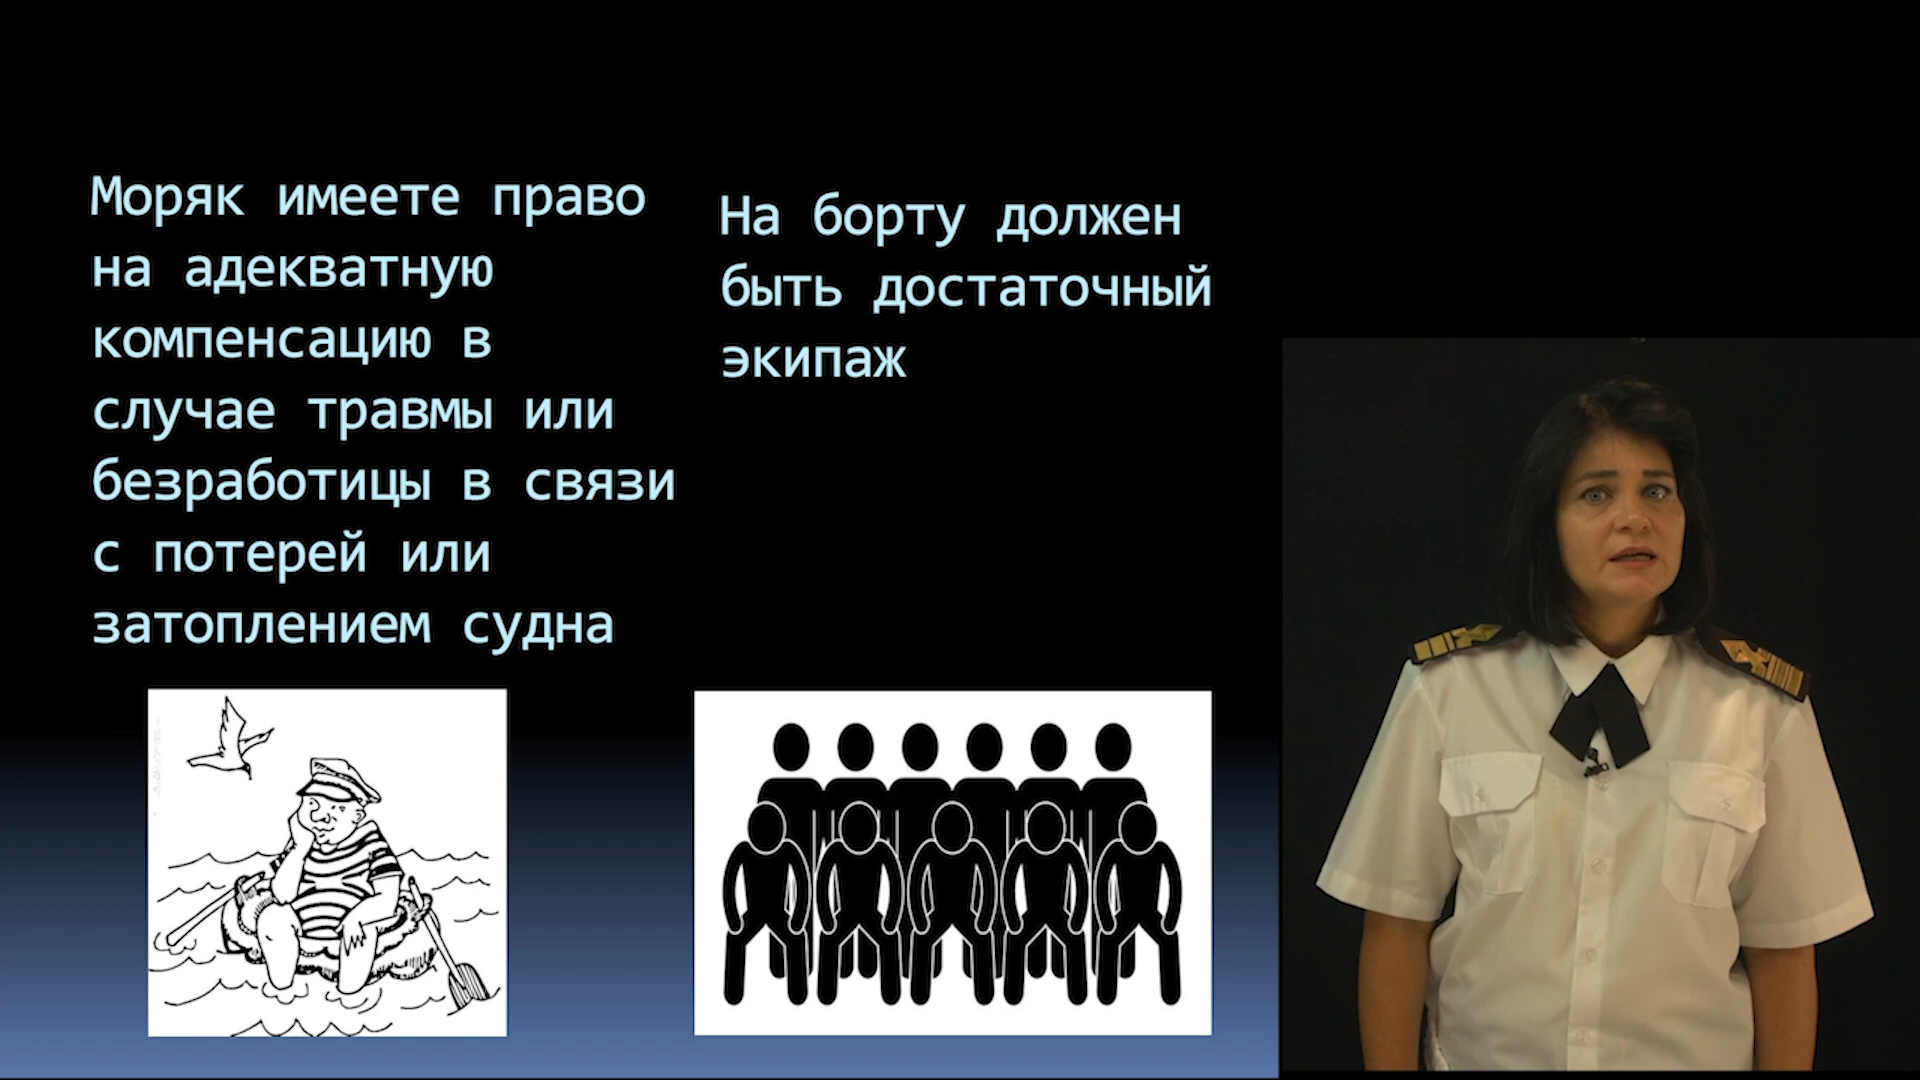 Моряк имеете право
на адекватную
компенсацию в
случае травмы или
безработицы в связи
с потерей или
затоплением судна
На борту должен
быть достаточный
экипаж